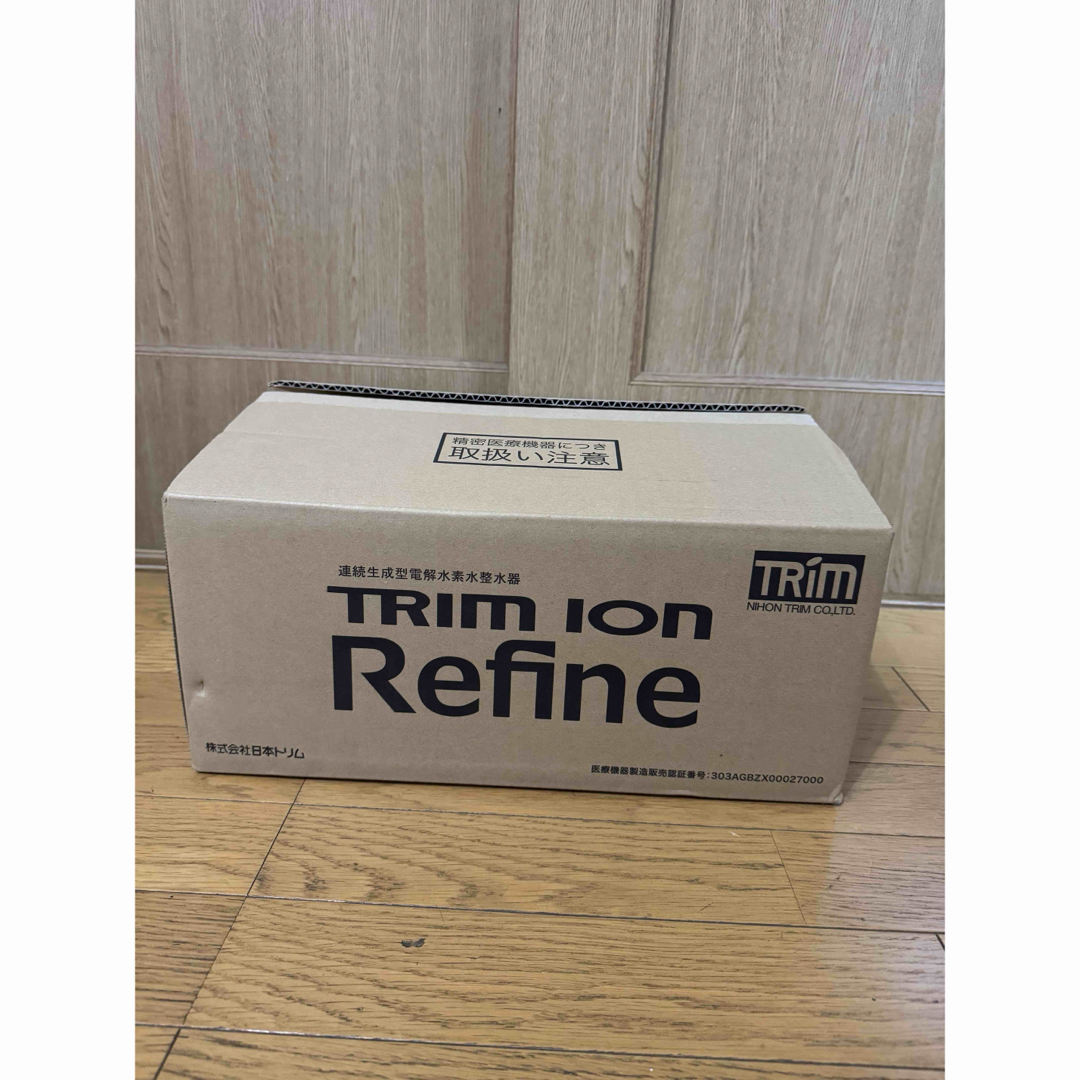 精密医療機器につき
取扱い注意
TRIM
NIHON TRIM CO.,LTD.
連続生成型電解水素水整水器
TRIM ION
Refine
株式会社日本トリム
医療機器製造販売認証番号:303AGBZX00027000